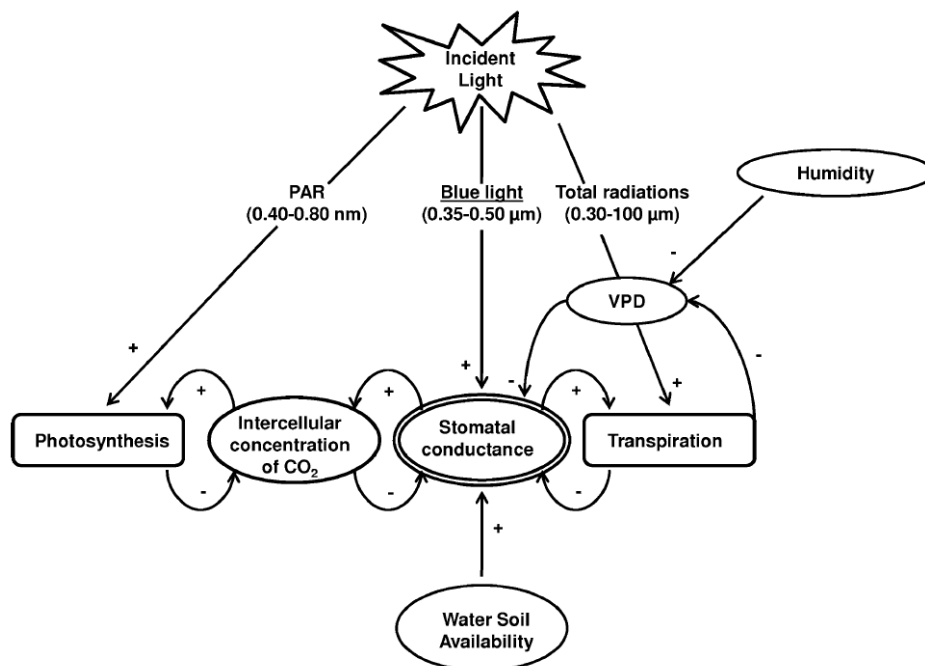 Incident
Light
PAR
(0.40-0.80 nm)
Blue light
(0.35-0.50 µm)
Total radiations
(0.30-100 µm)
Humidity
-
VPD
+
+
-
+
-
+
+
+
-
Photosynthesis
Intercellular
concentration
of CO₂
Stomatal
conductance
Transpiration
-
-
-
+
Water Soil
Availability